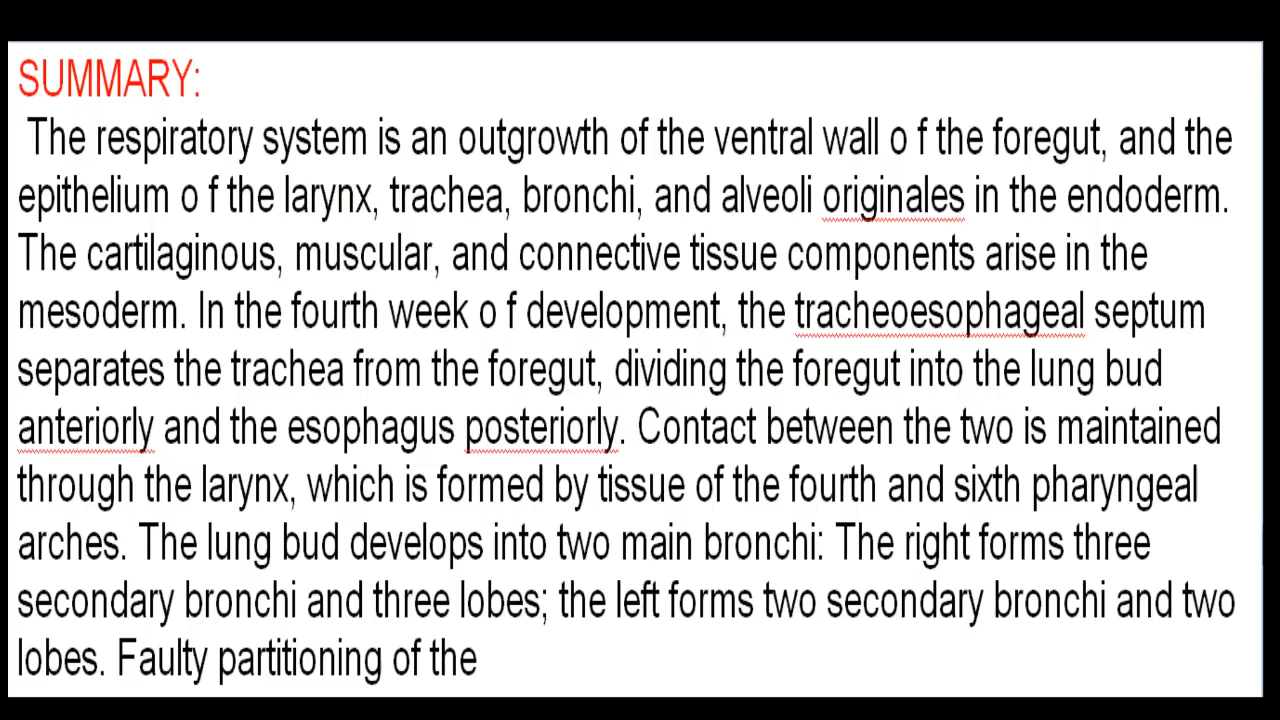 SUMMARY:
The respiratory system is an outgrowth of the ventral wall o f the foregut, and the
epithelium o f the larynx, trachea, bronchi, and alveoli originales in the endoderm.
The cartilaginous, muscular, and connective tissue components arise in the
mesoderm. In the fourth week o f development, the tracheoesophageal septum
separates the trachea from the foregut, dividing the foregut into the lung bud
anteriorly and the esophagus posteriorly. Contact between the two is maintained
through the larynx, which is formed by tissue of the fourth and sixth pharyngeal
arches. The lung bud develops into two main bronchi: The right forms three
secondary bronchi and three lobes; the left forms two secondary bronchi and two
lobes. Faulty partitioning of the